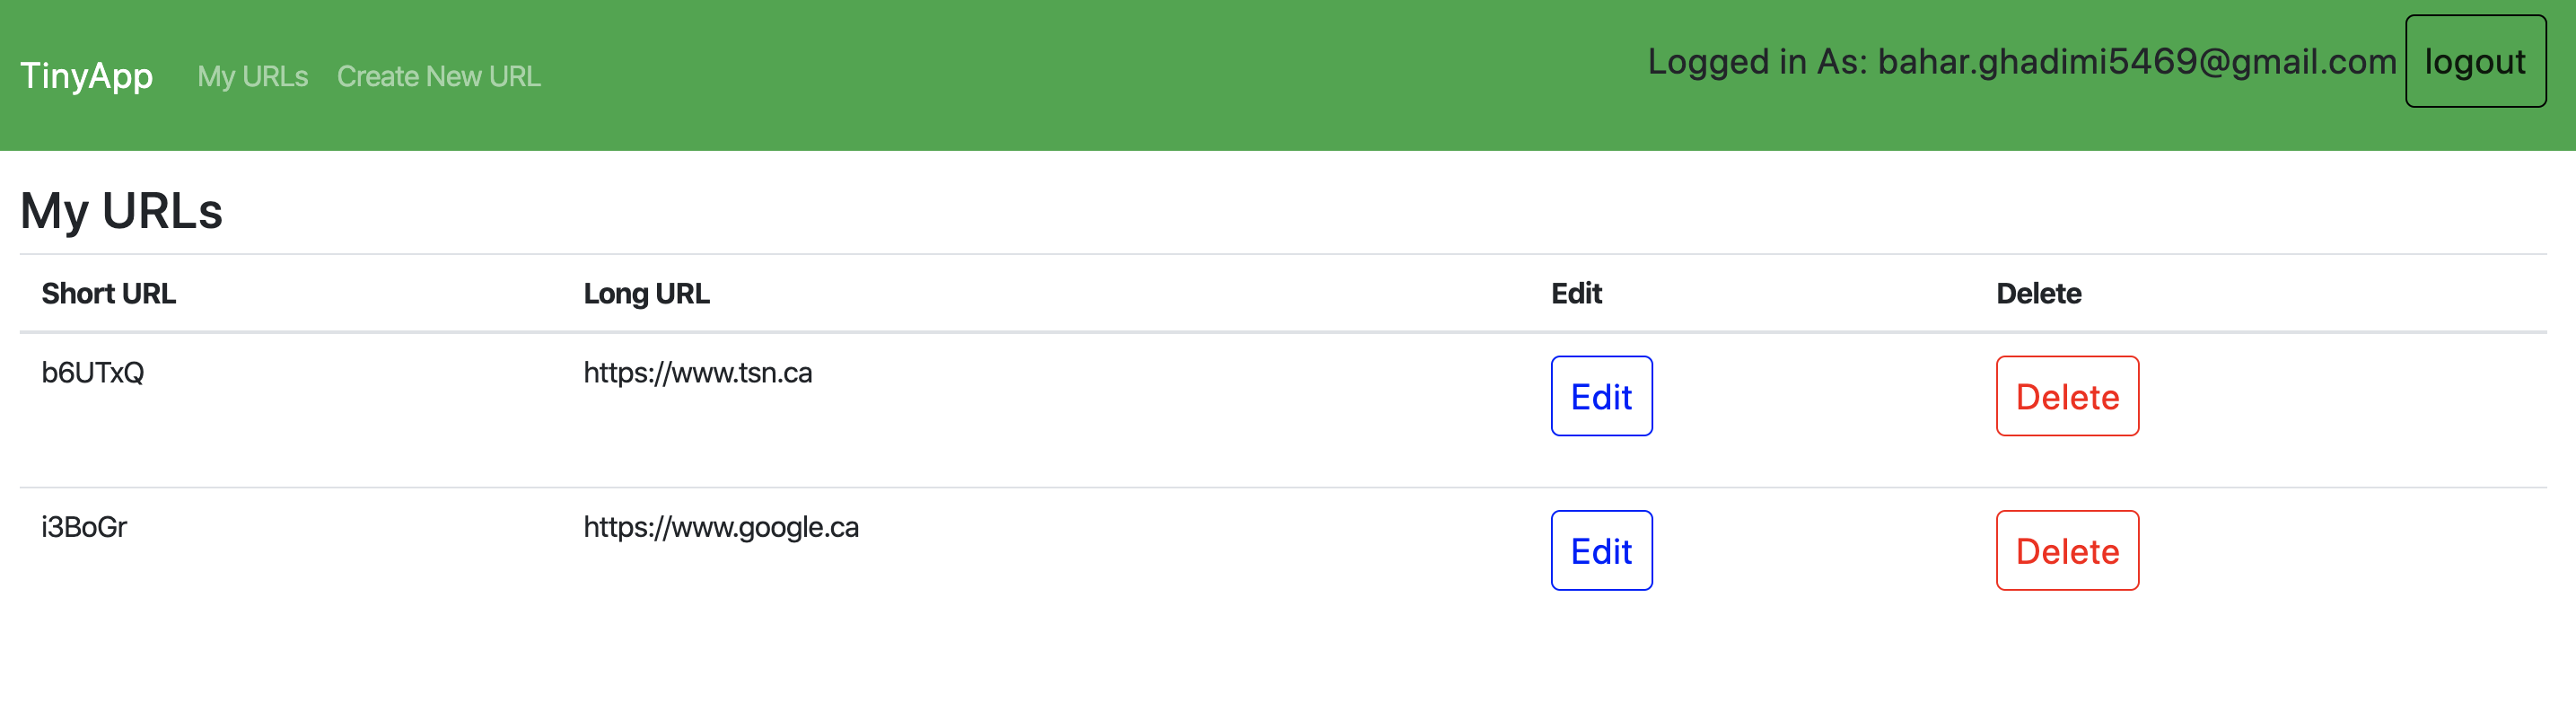 TinyApp My URLs Create New URL Logged in As: bahar.ghadimi5469@gmail.com logout
My URLs
Short URL Long URL Edit Delete
b6UTxQ https://www.tsn.ca Edit Delete
i3BoGr https://www.google.ca Edit Delete